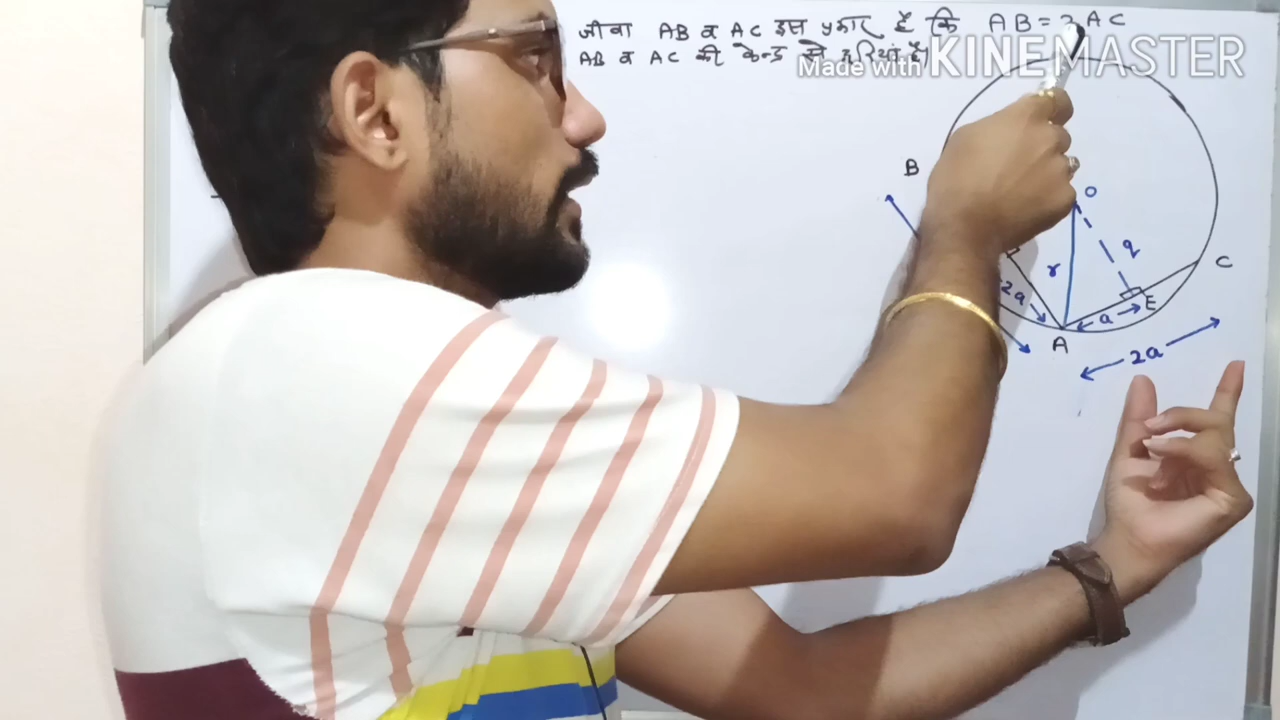 जीवा AB व AC इस प्रकार हैं कि AB = 2AC
AB व AC की केन्द्र से
Made with KINEMASTER
B
O
q
r
C
2a
E
a
A
2a